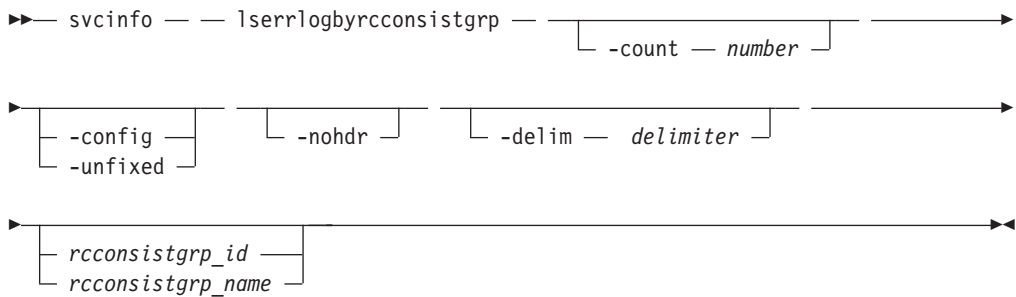 svcinfo lserrlogbyrcconsistgrp
-count number
-config -nohdr -delim delimiter
-unfixed
rcconsistgrp_id
rcconsistgrp_name